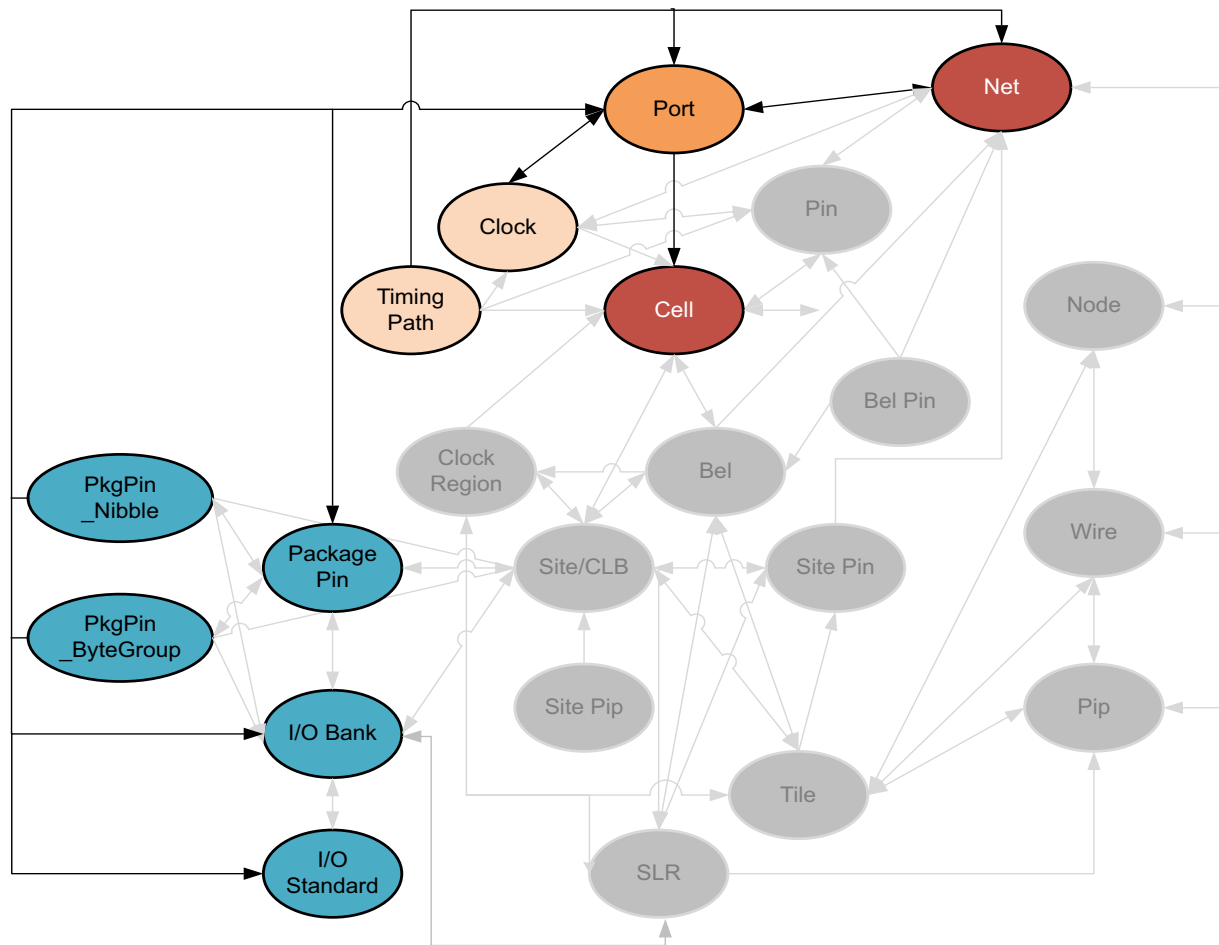 Net
Port
Pin
Clock
Timing
Path
Cell
Node
Bel Pin
Clock
Region
Bel
PkgPin
_Nibble
Package
Pin
Site/CLB
Site Pin
Wire
PkgPin
_ByteGroup
Site Pip
Pip
I/O Bank
Tile
I/O
Standard
SLR